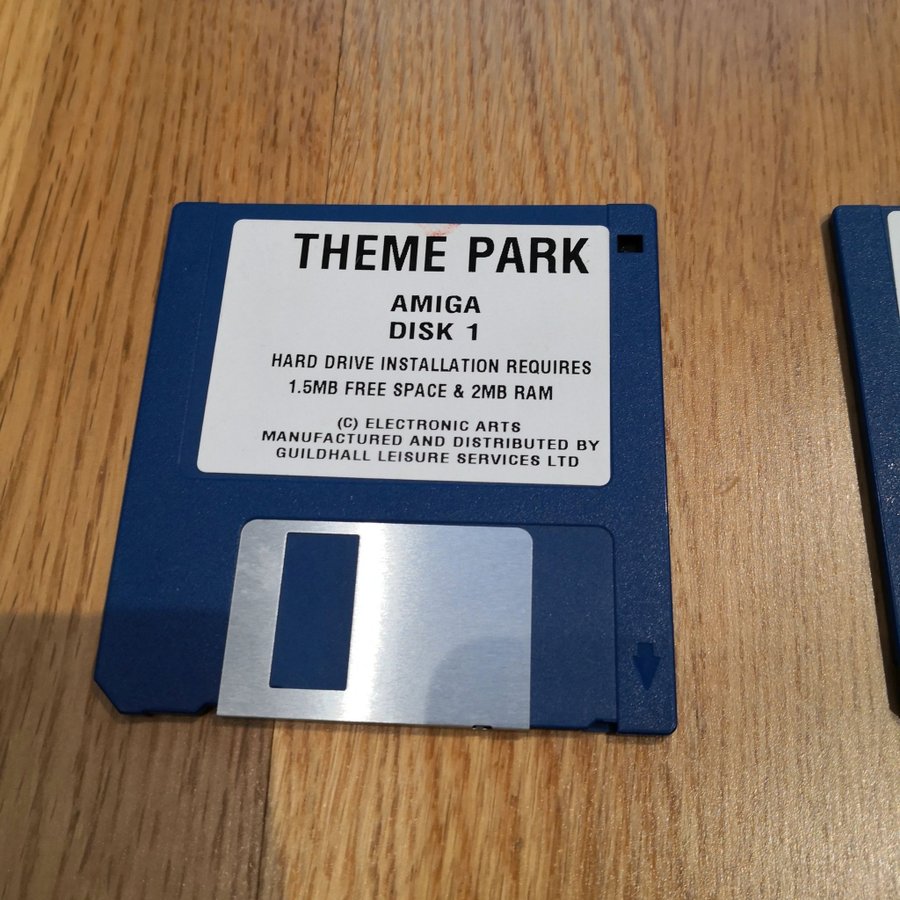 THEME PARK
AMIGA
DISK 1
HARD DRIVE INSTALLATION REQUIRES
1.5MB FREE SPACE & 2MB RAM
(C) ELECTRONIC ARTS
MANUFACTURED AND DISTRIBUTED BY
GUILDHALL LEISURE SERVICES LTD